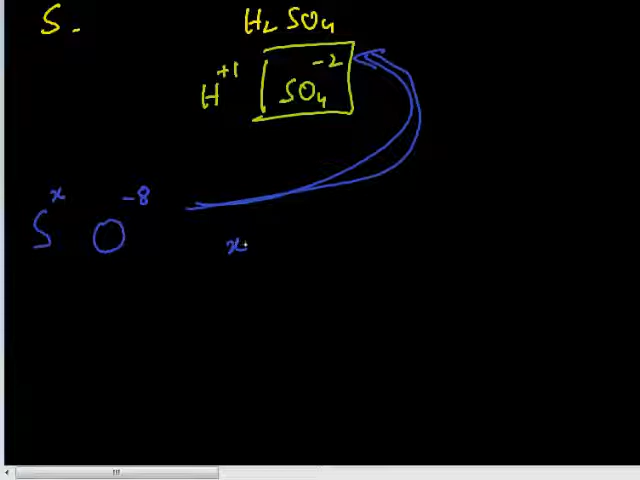 S.
H₂SO₄
H⁺¹ SO₄⁻²
Sˣ O⁻⁸
x